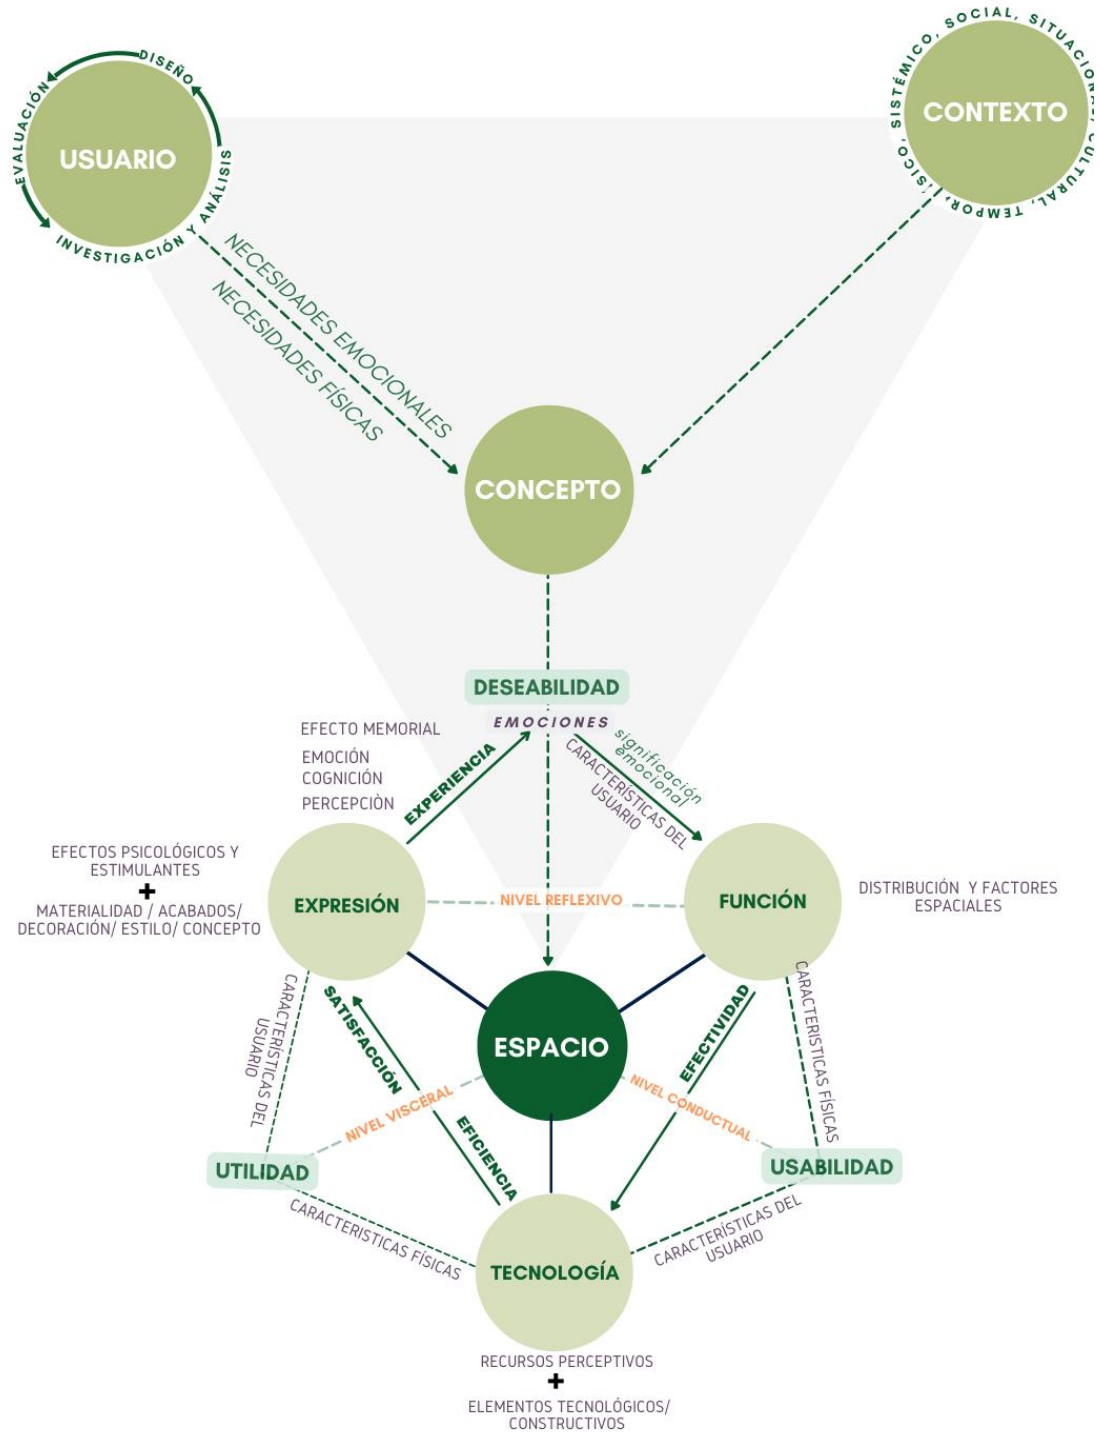 DISEÑO
EVALUACIÓN
USUARIO
INVESTIGACIÓN Y ANÁLISIS
SISTÉMICO, SOCIAL, SITUACIONAL, CULTURAL, TEMPORAL, FÍSICO,
CONTEXTO
NECESIDADES EMOCIONALES
NECESIDADES FÍSICAS
CONCEPTO
DESEABILIDAD
EMOCIONES
EFECTO MEMORIAL
EMOCIÓN
COGNICIÓN
PERCEPCIÒN
EXPERIENCIA
significación
emocional
CARACTERÍSTICAS DEL
USUARIO
EFECTOS PSICOLÓGICOS Y
ESTIMULANTES
+
MATERIALIDAD / ACABADOS/
DECORACIÓN/ ESTILO/ CONCEPTO
EXPRESIÓN
NIVEL REFLEXIVO
FUNCIÓN
DISTRIBUCIÓN Y FACTORES
ESPACIALES
CARACTERÍSTICAS DEL
USUARIO
SATISFACCIÓN
ESPACIO
EFECTIVIDAD
CARACTERISTICAS FÍSICAS
NIVEL VISCERAL
NIVEL CONDUCTUAL
EFICIENCIA
UTILIDAD
USABILIDAD
CARACTERISTICAS FÍSICAS
CARACTERÍSTICAS DEL
USUARIO
TECNOLOGÍA
RECURSOS PERCEPTIVOS
+
ELEMENTOS TECNOLÓGICOS/
CONSTRUCTIVOS